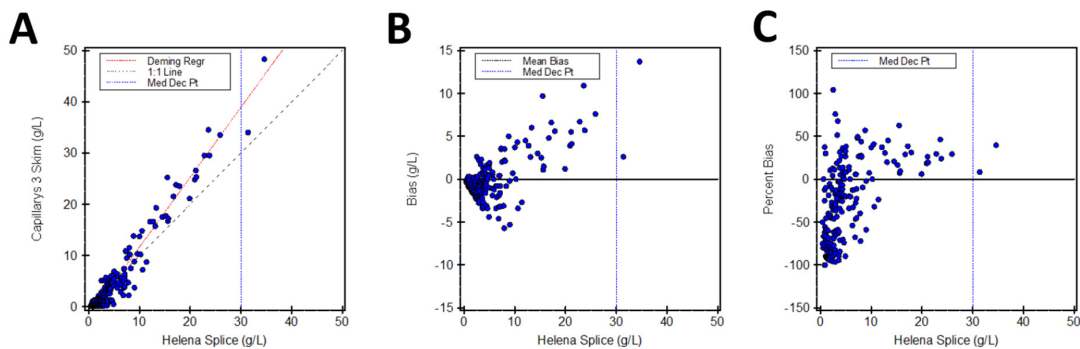 A
50
40
30
20
10
0
Capillarys 3 Skim (g/L)
Deming Regr
1:1 Line
Med Dec Pt
0 10 20 30 40 50
Helena Splice (g/L)
B
15
10
5
0
-5
-10
-15
Bias (g/L)
Mean Bias
Med Dec Pt
0 10 20 30 40 50
Helena Splice (g/L)
C
150
100
50
0
-50
-100
-150
Percent Bias
Med Dec Pt
0 10 20 30 40 50
Helena Splice (g/L)